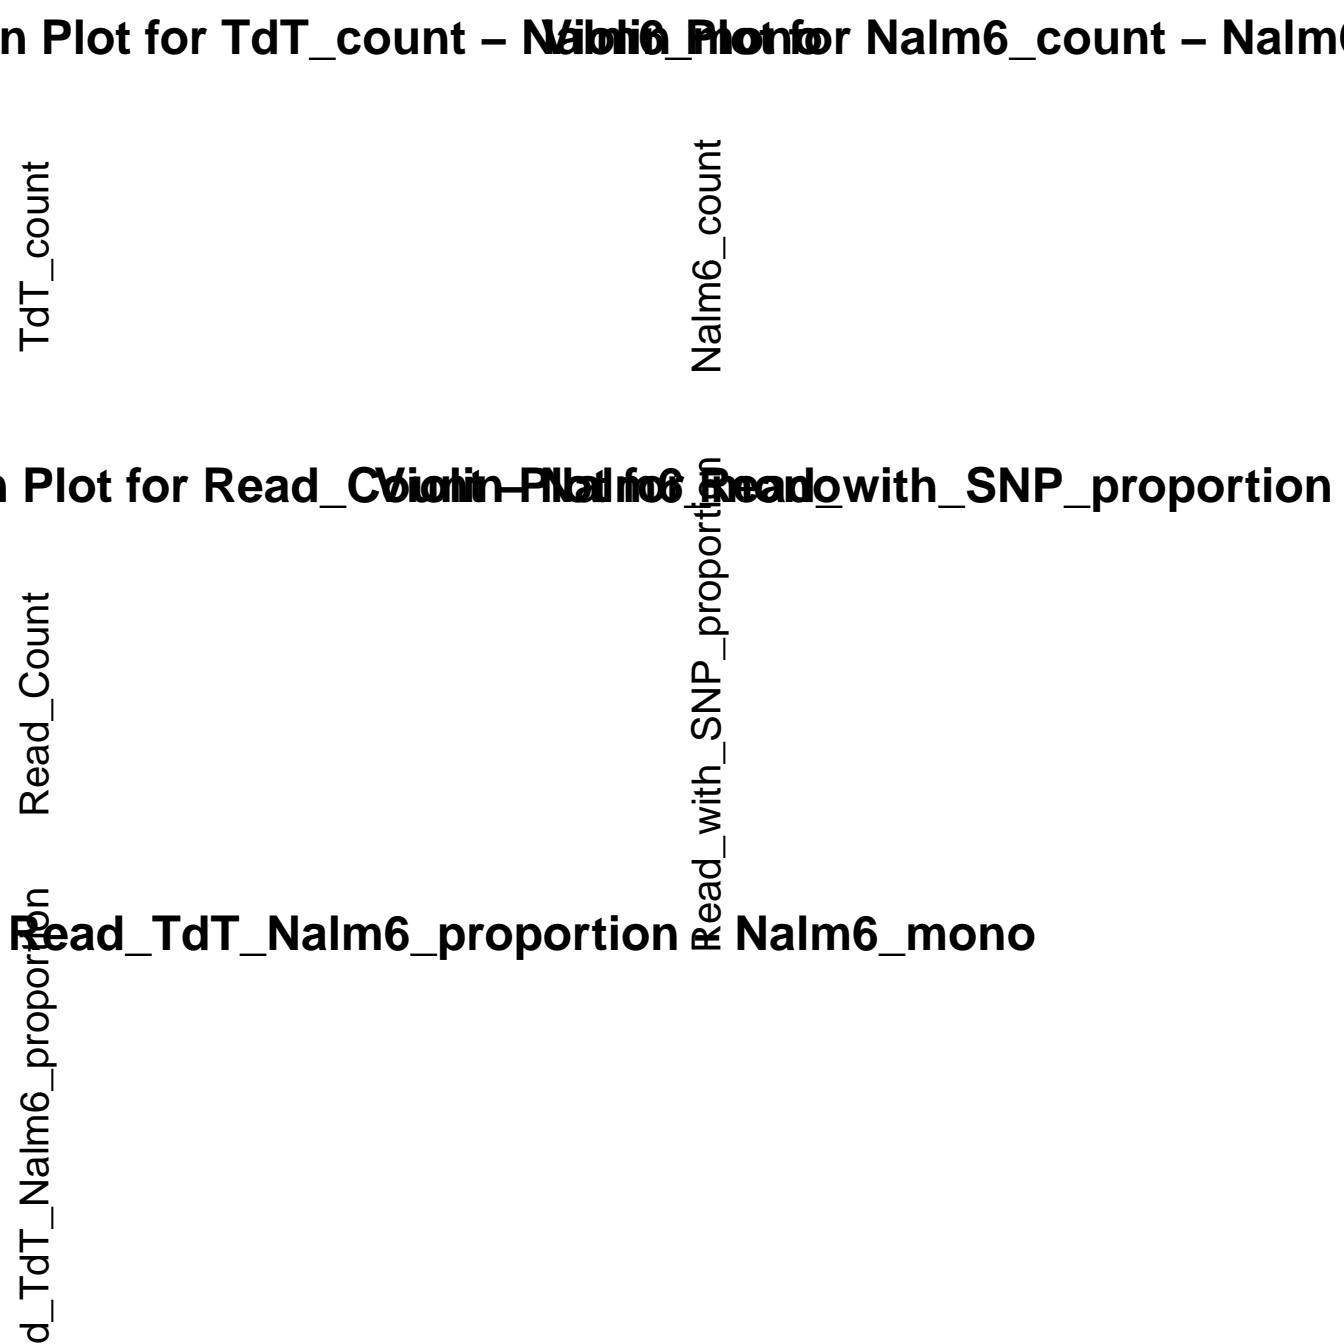 n Plot for TdT_count – Nalm6_mono
Violin Plot for Nalm6_count – Nalm6
TdT_count
Nalm6_count
n Plot for Read_Count – Nalm6_mono
Violin Plot for Read_with_SNP_proportion
Read_Count
Read_with_SNP_proportion
Read_TdT_Nalm6_proportion – Nalm6_mono
d_TdT_Nalm6_proportion